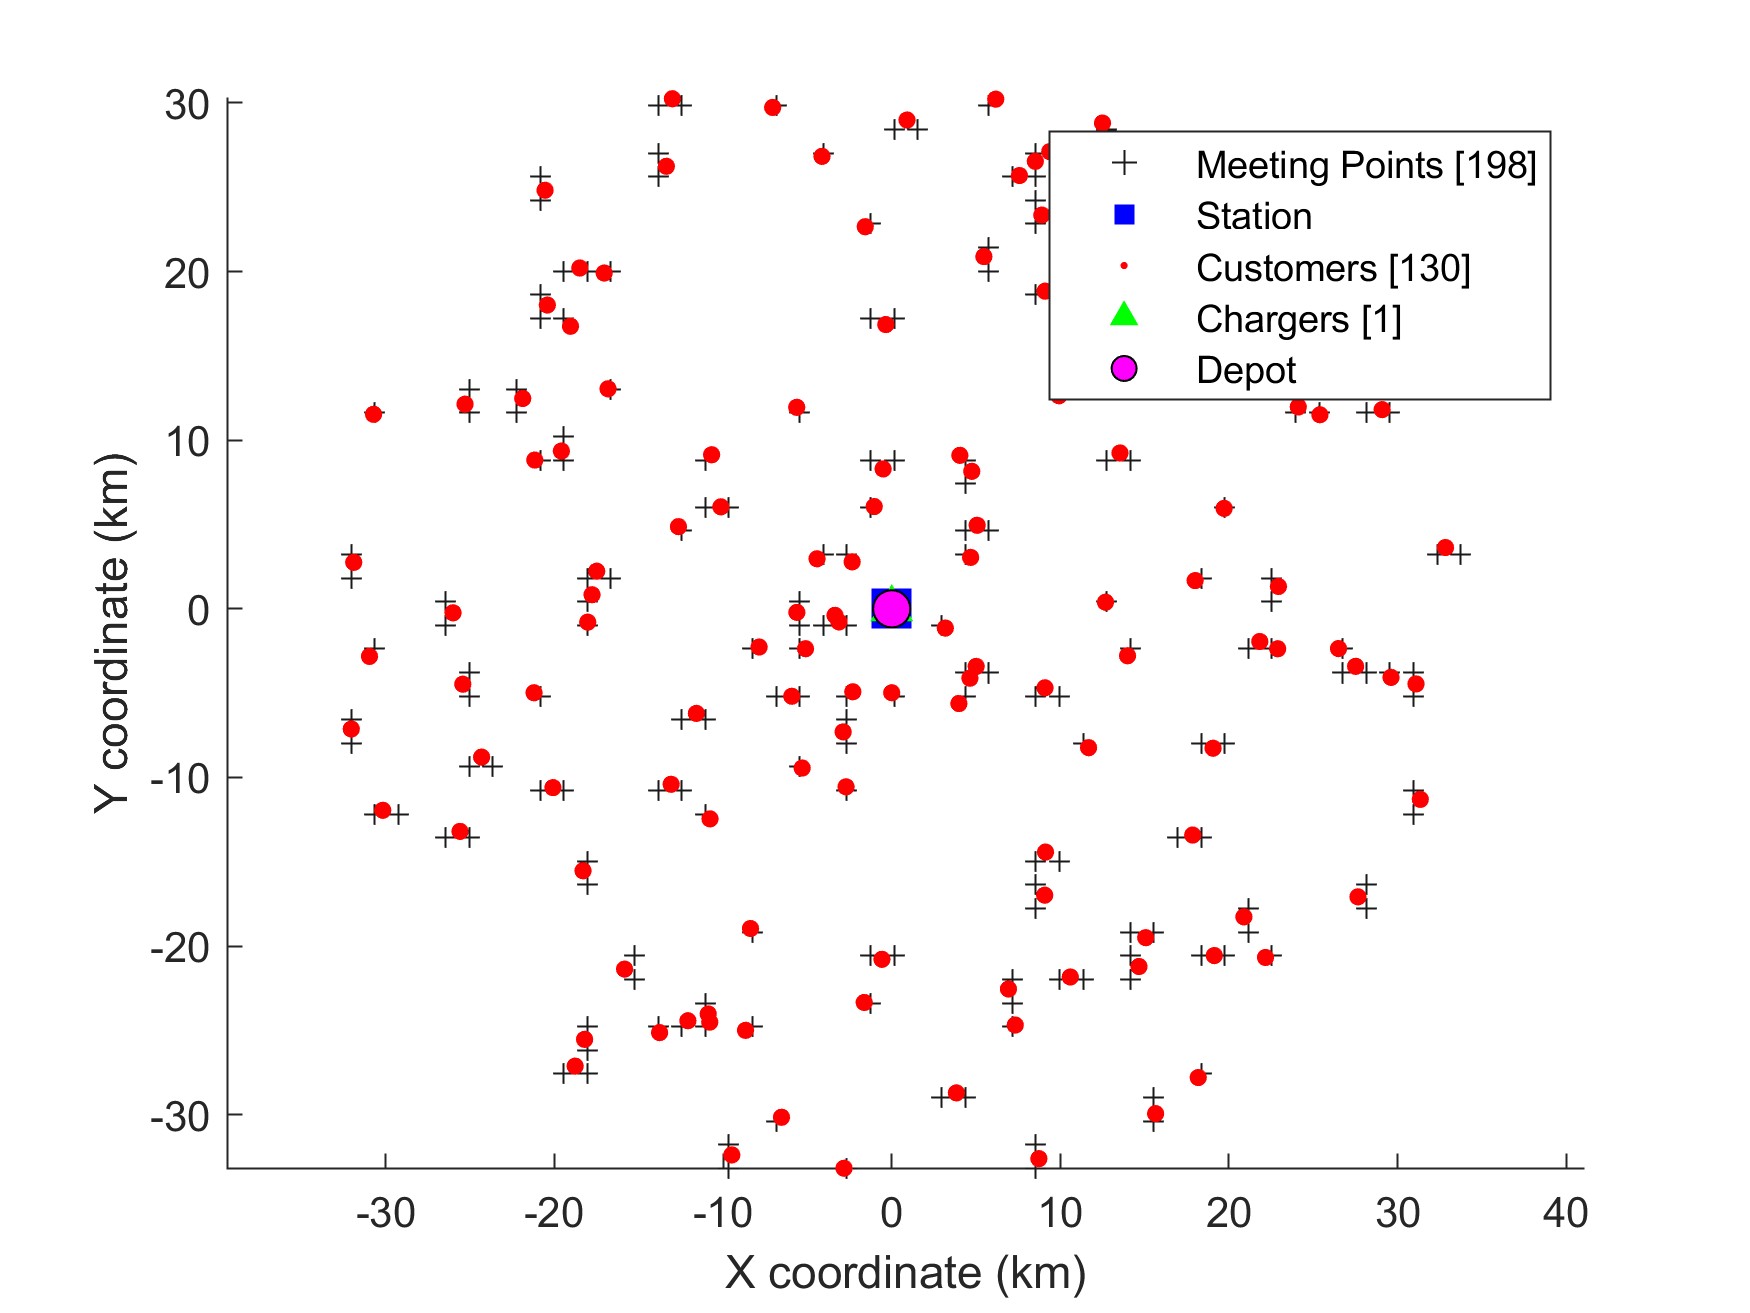 30
20
10
0
-10
-20
-30
Y coordinate (km)
Meeting Points [198]
Station
Customers [130]
Chargers [1]
Depot
-30 -20 -10 0 10 20 30 40
X coordinate (km)